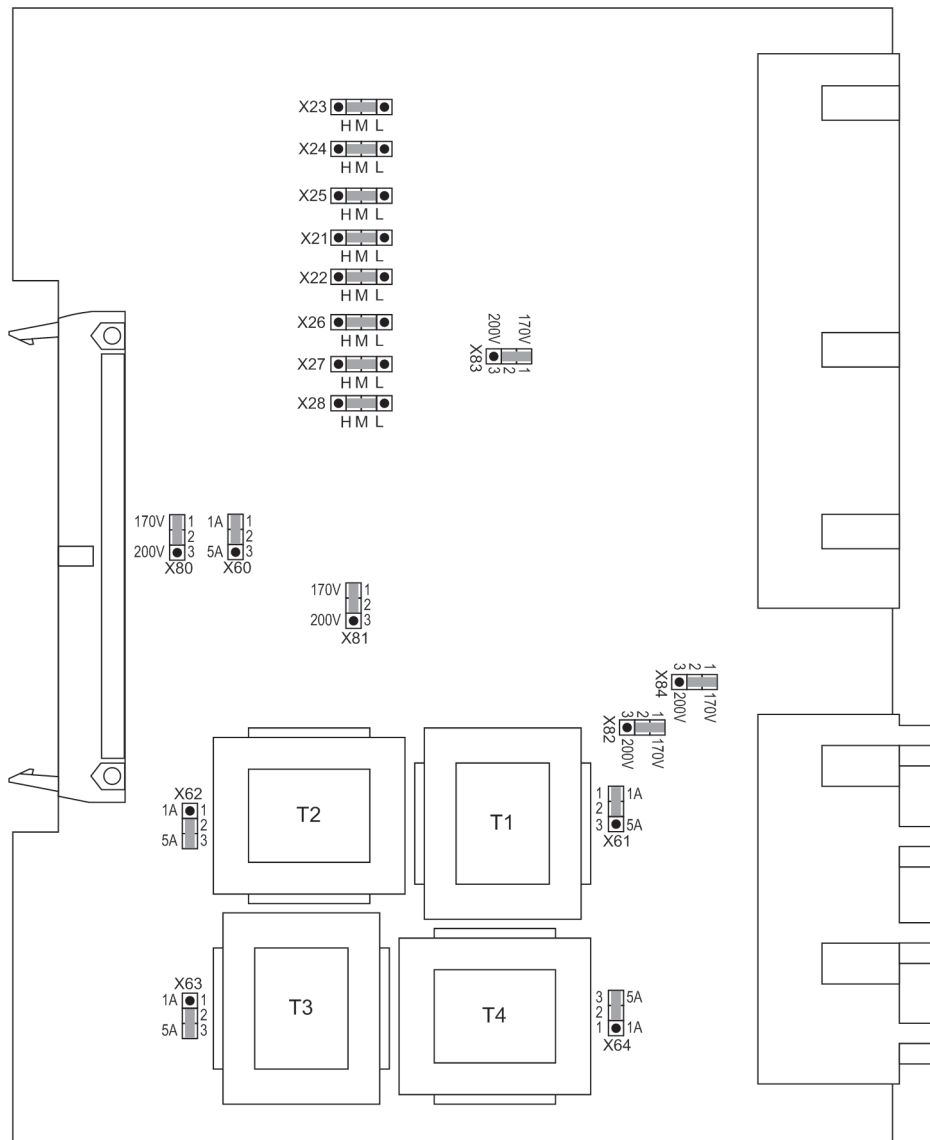 X23
H M L
X24
H M L
X25
H M L
X21
H M L
X22
H M L
X26
H M L
X27
H M L
X28
H M L
200V 170V
X83
3 2 1
170V 1
2
200V 3
X80
1A 1
2
5A 3
X60
170V 1
2
200V 3
X81
3 2 1
X84
200V 170V
3 2 1
X82
200V 170V
X62
1A 1
2
5A 3
T2
T1
1 1A
2
3 5A
X61
X63
1A 1
2
5A 3
T3
T4
3 5A
2
1 1A
X64